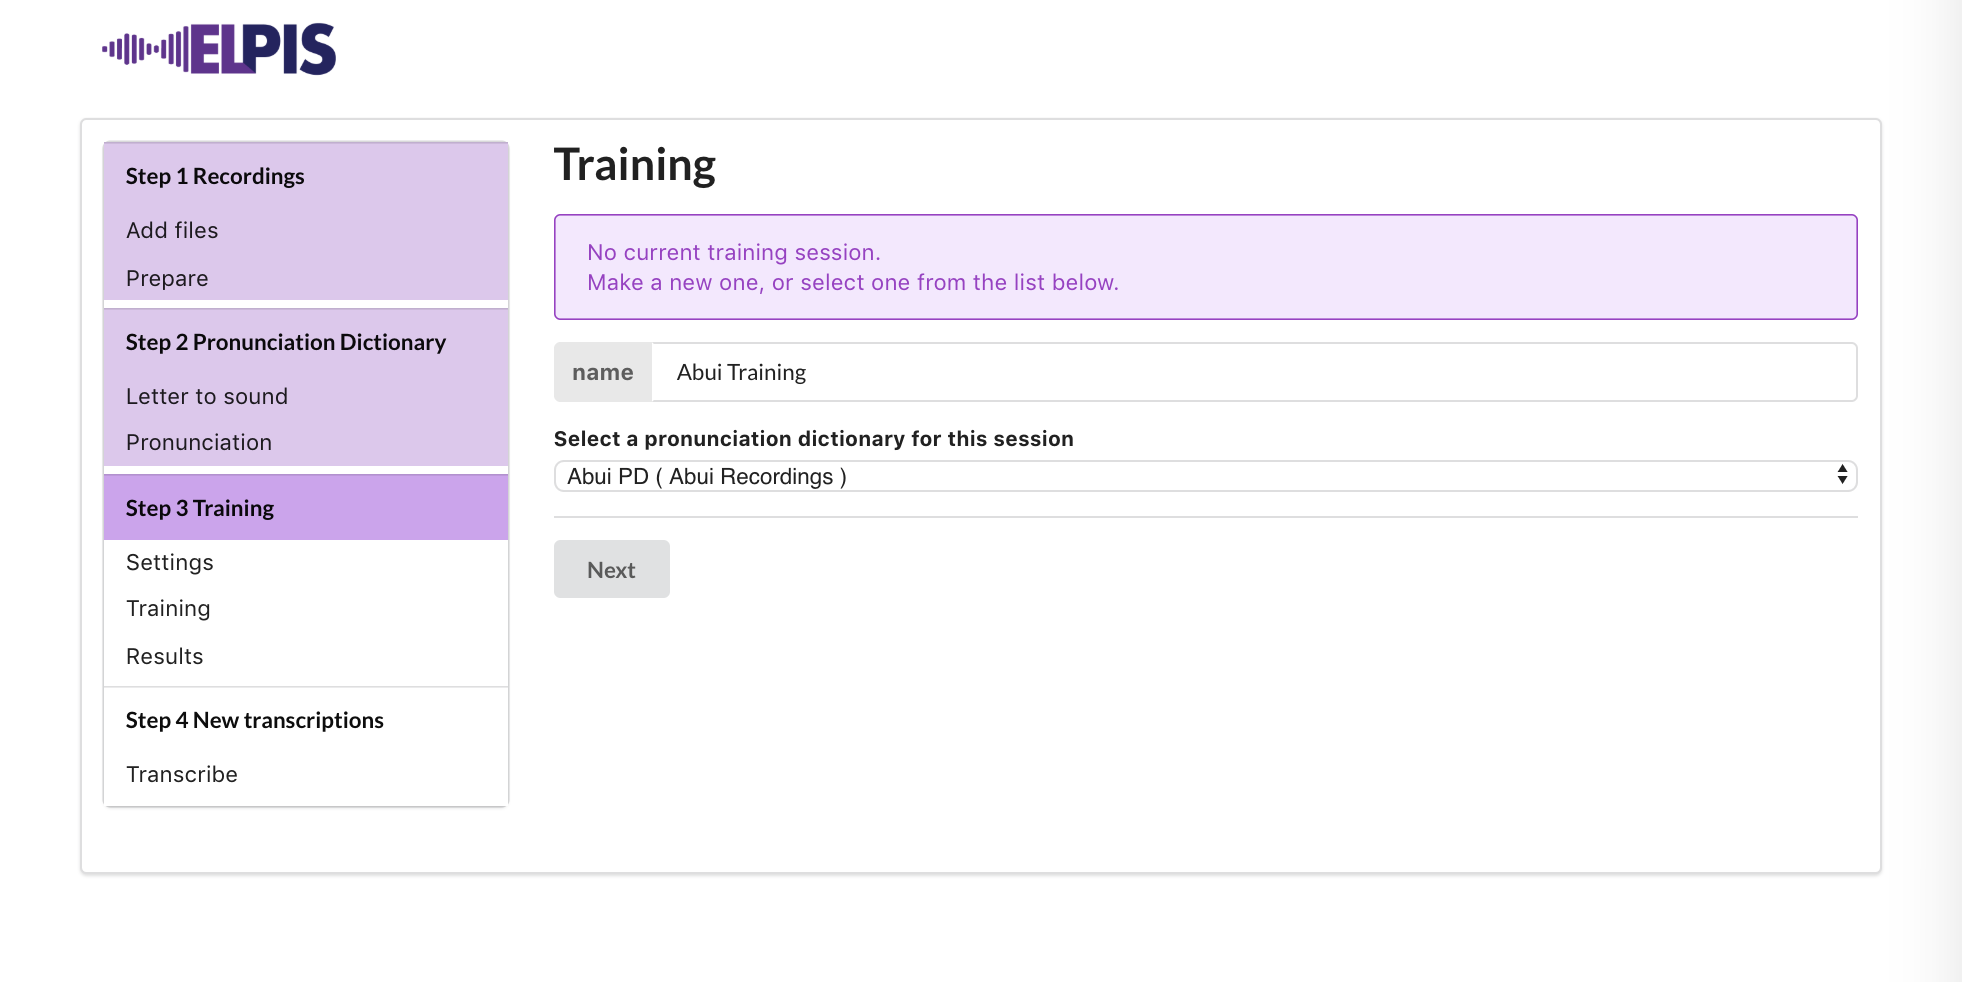 ELPIS
Step 1 Recordings
Add files
Prepare
Step 2 Pronunciation Dictionary
Letter to sound
Pronunciation
Step 3 Training
Settings
Training
Results
Step 4 New transcriptions
Transcribe
Training
No current training session.
Make a new one, or select one from the list below.
name Abui Training
Select a pronunciation dictionary for this session
Abui PD ( Abui Recordings )
Next